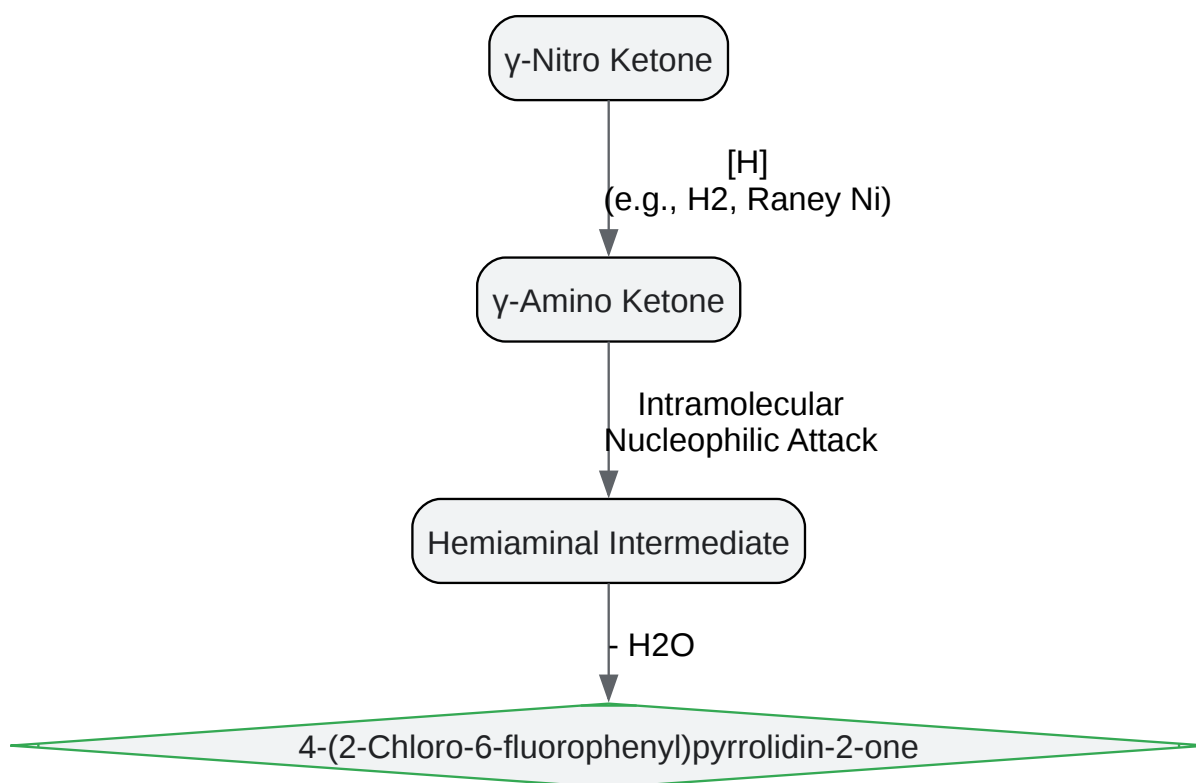 γ-Nitro Ketone
[H]
(e.g., H2, Raney Ni)
γ-Amino Ketone
Intramolecular
Nucleophilic Attack
Hemiaminal Intermediate
- H2O
4-(2-Chloro-6-fluorophenyl)pyrrolidin-2-one